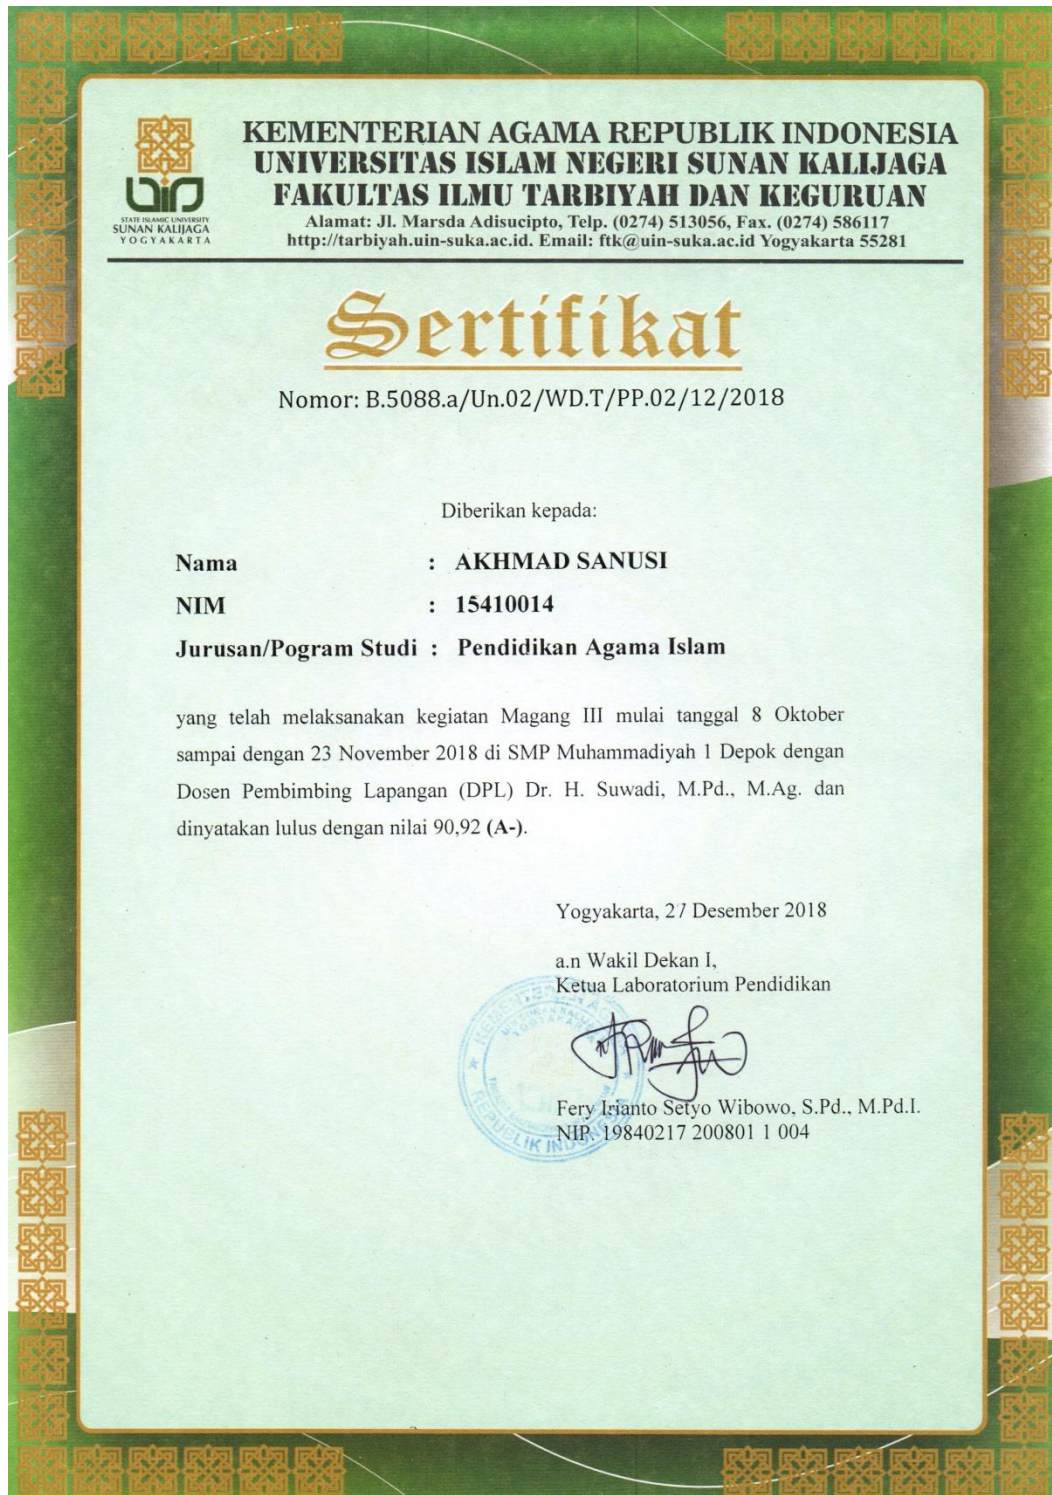 KEMENTERIAN AGAMA REPUBLIK INDONESIA
UNIVERSITAS ISLAM NEGERI SUNAN KALIJAGA
FAKULTAS ILMU TARBIYAH DAN KEGURUAN
Alamat: Jl. Marsda Adisucipto, Telp. (0274) 513056, Fax. (0274) 586117
http://tarbiyah.uin-suka.ac.id. Email: ftk@uin-suka.ac.id Yogyakarta 55281
uin
STATE ISLAMIC UNIVERSITY
SUNAN KALIJAGA
YOGYAKARTA
Sertifikat
Nomor: B.5088.a/Un.02/WD.T/PP.02/12/2018
Diberikan kepada:
Nama : AKHMAD SANUSI
NIM : 15410014
Jurusan/Pogram Studi : Pendidikan Agama Islam
yang telah melaksanakan kegiatan Magang III mulai tanggal 8 Oktober
sampai dengan 23 November 2018 di SMP Muhammadiyah 1 Depok dengan
Dosen Pembimbing Lapangan (DPL) Dr. H. Suwadi, M.Pd., M.Ag. dan
dinyatakan lulus dengan nilai 90,92 (A-).
Yogyakarta, 27 Desember 2018
a.n Wakil Dekan I,
Ketua Laboratorium Pendidikan
KEMENTERIAN AGAMA
REPUBLIK INDONESIA
Fery Irianto Setyo Wibowo, S.Pd., M.Pd.I.
NIP. 19840217 200801 1 004